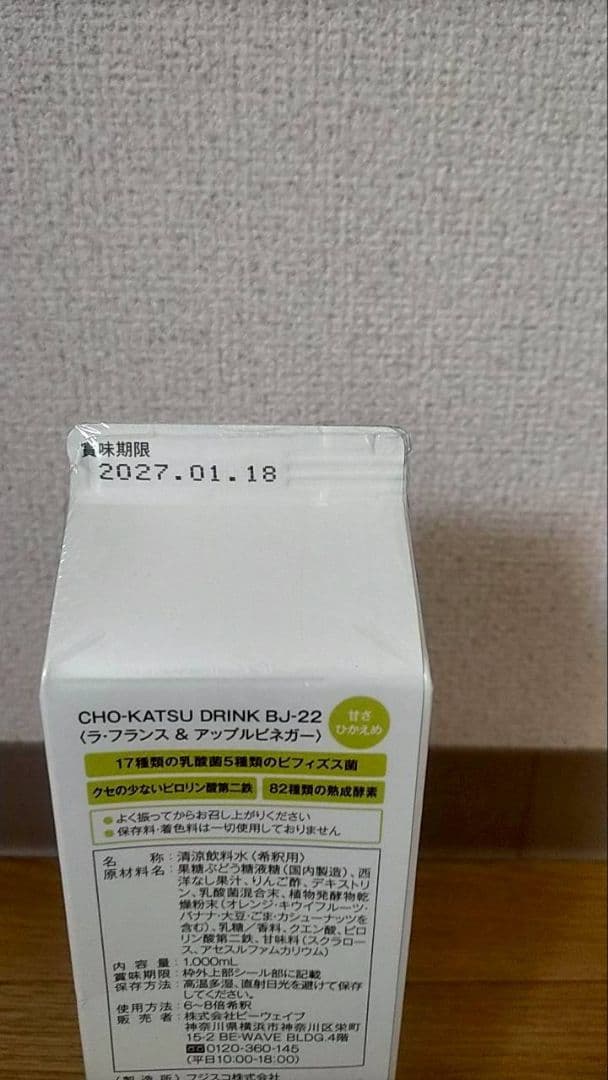 賞味期限
2027.01.18
CHO-KATSU DRINK BJ-22
〈ラ・フランス & アップルビネガー〉
甘さ
ひかえめ
17種類の乳酸菌5種類のビフィズス菌
クセの少ないピロリン酸第二鉄
82種類の熟成酵素
●よく振ってからお召し上がりください
●保存料・着色料は一切使用しておりません
名称：清涼飲料水（希釈用）
原材料名：果糖ぶどう糖液糖（国内製造）、西
洋なし果汁、りんご酢、デキストリ
ン、乳酸菌混合末、植物発酵物乾
燥粉末（オレンジ・キウイフルーツ・
バナナ・大豆・ごま・カシューナッツを
含む）、乳糖／香料、クエン酸、ピロ
リン酸第二鉄、甘味料（スクラロー
ス、アセスルファムカリウム）
内容量：1,000mL
賞味期限：枠外上部シール部に記載
保存方法：高温多湿、直射日光を避けて保存
してください。
使用方法：6～8倍希釈
販売者：株式会社ビーウェイブ
神奈川県横浜市神奈川区栄町
15-2 BE-WAVE BLDG.4階
0120-360-145
（平日10:00-18:00）
（製造所）フジスコ株式会社